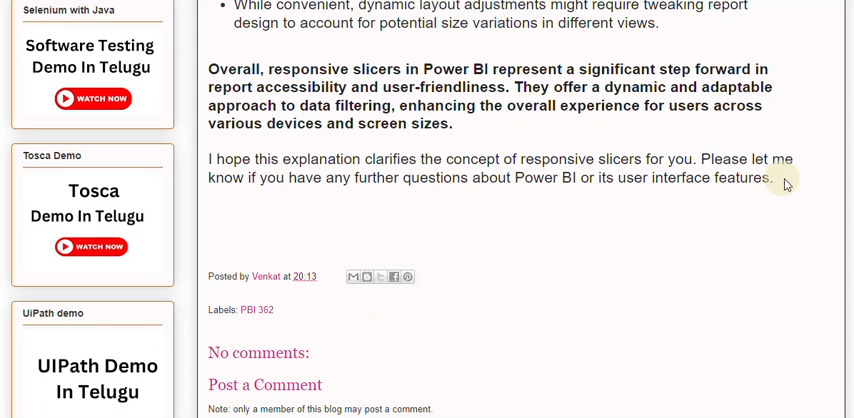 Selenium with Java
Software Testing
Demo In Telugu
WATCH NOW
Tosca Demo
Tosca
Demo In Telugu
WATCH NOW
UiPath demo
UIPath Demo
In Telugu
• While convenient, dynamic layout adjustments might require tweaking report
design to account for potential size variations in different views.
Overall, responsive slicers in Power BI represent a significant step forward in
report accessibility and user-friendliness. They offer a dynamic and adaptable
approach to data filtering, enhancing the overall experience for users across
various devices and screen sizes.
I hope this explanation clarifies the concept of responsive slicers for you. Please let me
know if you have any further questions about Power BI or its user interface features.
Posted by Venkat at 20:13
Labels: PBI 362
No comments:
Post a Comment
Note: only a member of this blog may post a comment.